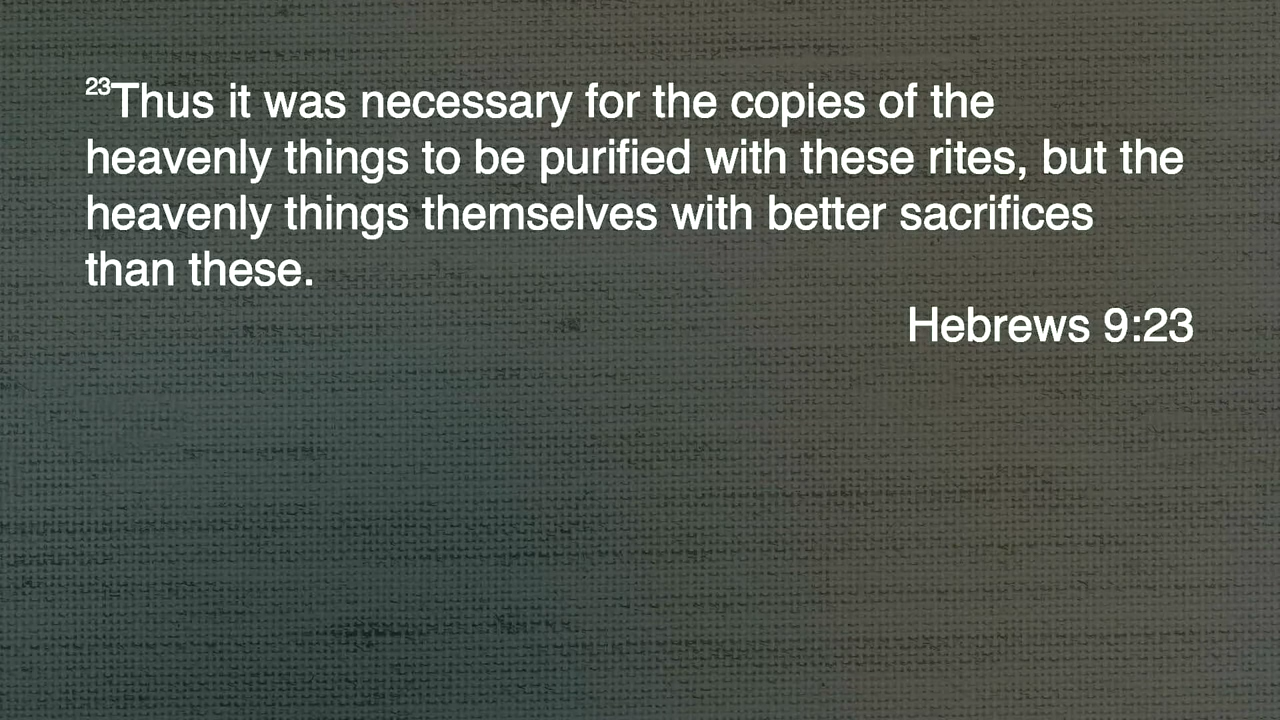 23Thus it was necessary for the copies of the
heavenly things to be purified with these rites, but the
heavenly things themselves with better sacrifices
than these.
Hebrews 9:23